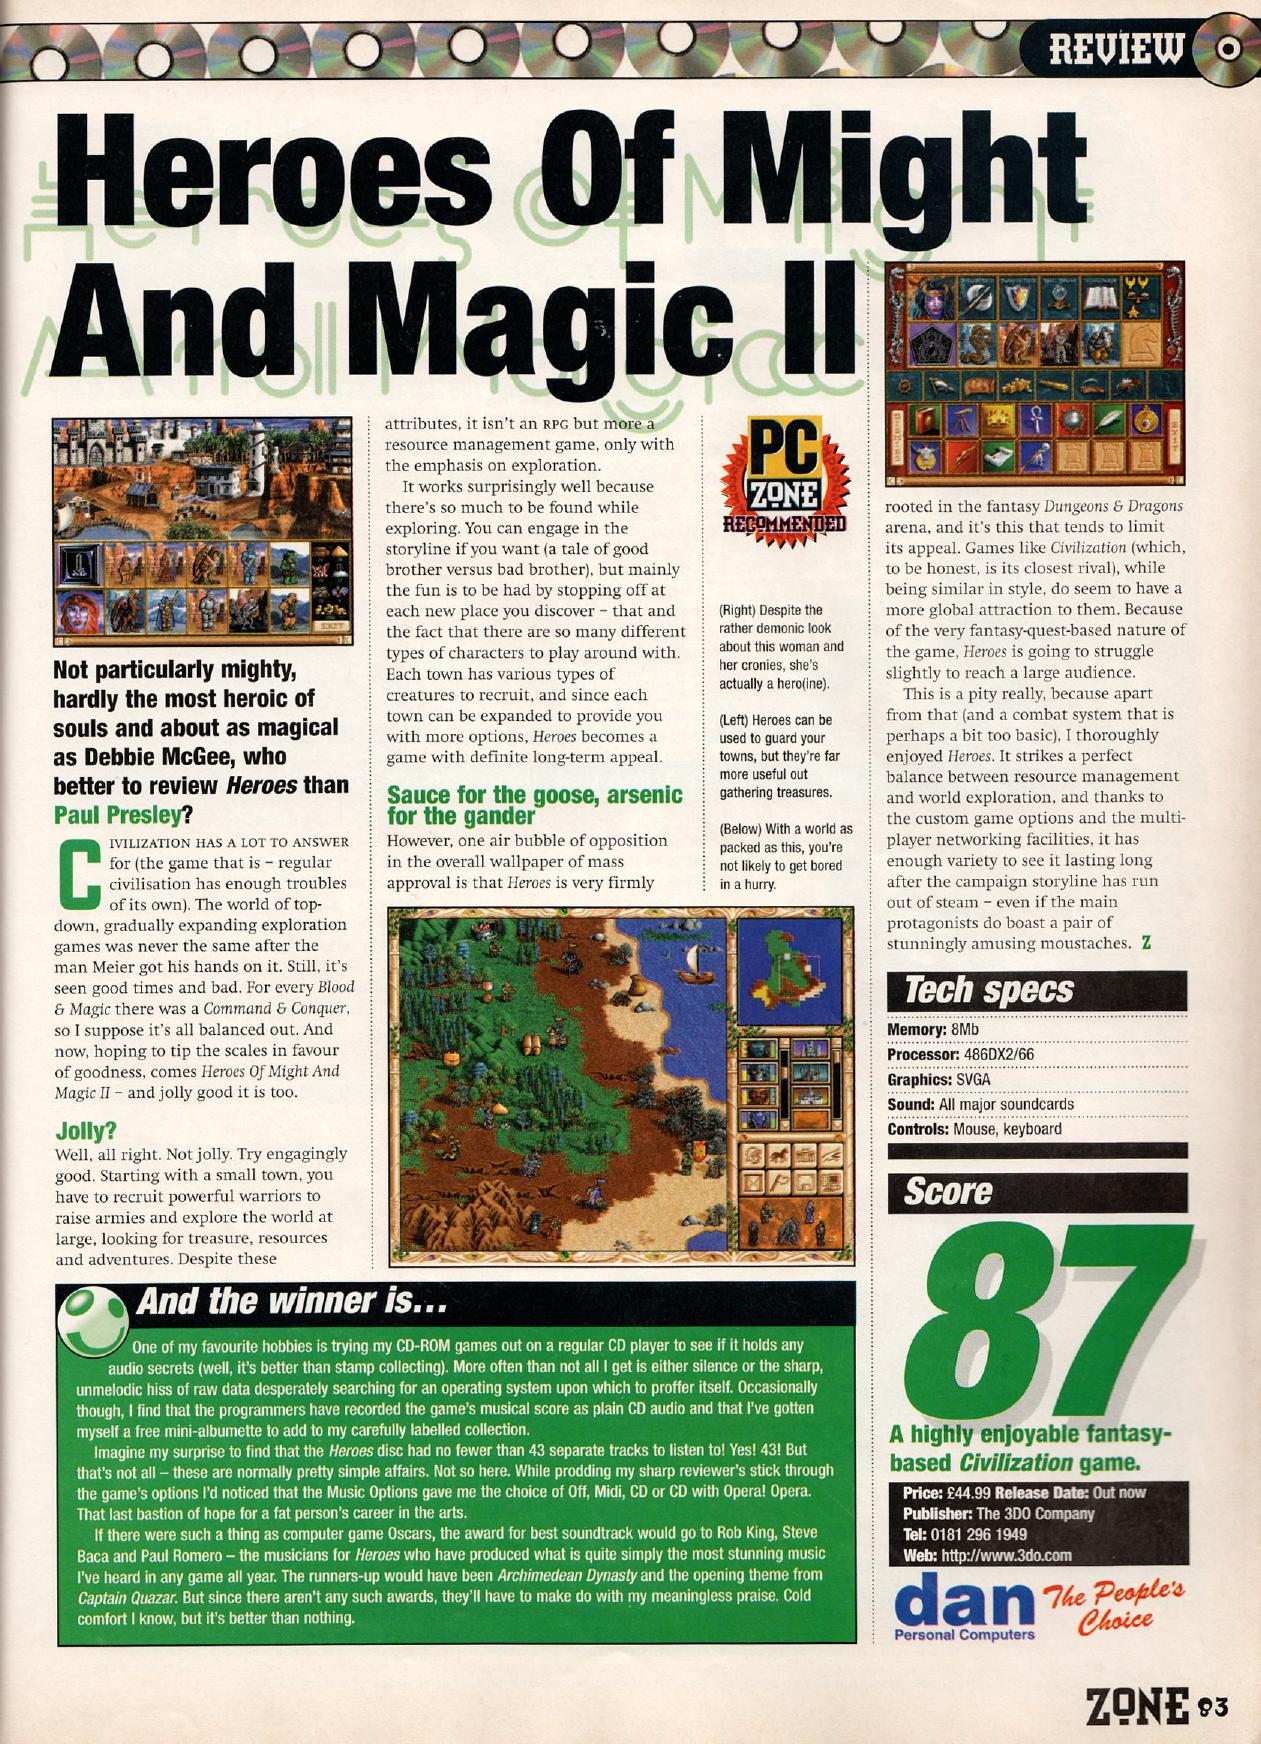 REVIEW
Heroes Of Might
And Magic II
Not particularly mighty,
hardly the most heroic of
souls and about as magical
as Debbie McGee, who
better to review Heroes than
Paul Presley?
CIVILIZATION HAS A LOT TO ANSWER
for (the game that is – regular
civilisation has enough troubles
of its own). The world of top-
down, gradually expanding exploration
games was never the same after the
man Meier got his hands on it. Still, it's
seen good times and bad. For every Blood
& Magic there was a Command & Conquer,
so I suppose it's all balanced out. And
now, hoping to tip the scales in favour
of goodness, comes Heroes Of Might And
Magic II – and jolly good it is too.
Jolly?
Well, all right. Not jolly. Try engagingly
good. Starting with a small town, you
have to recruit powerful warriors to
raise armies and explore the world at
large, looking for treasure, resources
and adventures. Despite these
attributes, it isn't an RPG but more a
resource management game, only with
the emphasis on exploration.
It works surprisingly well because
there's so much to be found while
exploring. You can engage in the
storyline if you want (a tale of good
brother versus bad brother), but mainly
the fun is to be had by stopping off at
each new place you discover – that and
the fact that there are so many different
types of characters to play around with.
Each town has various types of
creatures to recruit, and since each
town can be expanded to provide you
with more options, Heroes becomes a
game with definite long-term appeal.
Sauce for the goose, arsenic
for the gander
However, one air bubble of opposition
in the overall wallpaper of mass
approval is that Heroes is very firmly
PC
ZONE
RECOMMENDED
(Right) Despite the
rather demonic look
about this woman and
her cronies, she's
actually a hero(ine).
(Left) Heroes can be
used to guard your
towns, but they're far
more useful out
gathering treasures.
(Below) With a world as
packed as this, you're
not likely to get bored
in a hurry.
rooted in the fantasy Dungeons & Dragons
arena, and it's this that tends to limit
its appeal. Games like Civilization (which,
to be honest, is its closest rival), while
being similar in style, do seem to have a
more global attraction to them. Because
of the very fantasy-quest-based nature of
the game, Heroes is going to struggle
slightly to reach a large audience.
This is a pity really, because apart
from that (and a combat system that is
perhaps a bit too basic), I thoroughly
enjoyed Heroes. It strikes a perfect
balance between resource management
and world exploration, and thanks to
the custom game options and the multi-
player networking facilities, it has
enough variety to see it lasting long
after the campaign storyline has run
out of steam – even if the main
protagonists do boast a pair of
stunningly amusing moustaches. Z
Tech specs
Memory: 8Mb
Processor: 486DX2/66
Graphics: SVGA
Sound: All major soundcards
Controls: Mouse, keyboard
Score
87
A highly enjoyable fantasy-
based Civilization game.
Price: £44.99 Release Date: Out now
Publisher: The 3DO Company
Tel: 0181 296 1949
Web: http://www.3do.com
dan
Personal Computers
The People's
Choice
And the winner is...
One of my favourite hobbies is trying my CD-ROM games out on a regular CD player to see if it holds any
audio secrets (well, it's better than stamp collecting). More often than not all I get is either silence or the sharp,
unmelodic hiss of raw data desperately searching for an operating system upon which to proffer itself. Occasionally
though, I find that the programmers have recorded the game's musical score as plain CD audio and that I've gotten
myself a free mini-albumette to add to my carefully labelled collection.
Imagine my surprise to find that the Heroes disc had no fewer than 43 separate tracks to listen to! Yes! 43! But
that's not all – these are normally pretty simple affairs. Not so here. While prodding my sharp reviewer's stick through
the game's options I'd noticed that the Music Options gave me the choice of Off, Midi, CD or CD with Opera! Opera.
That last bastion of hope for a fat person's career in the arts.
If there were such a thing as computer game Oscars, the award for best soundtrack would go to Rob King, Steve
Baca and Paul Romero – the musicians for Heroes who have produced what is quite simply the most stunning music
I've heard in any game all year. The runners-up would have been Archimedean Dynasty and the opening theme from
Captain Quazar. But since there aren't any such awards, they'll have to make do with my meaningless praise. Cold
comfort I know, but it's better than nothing.
ZONE 93